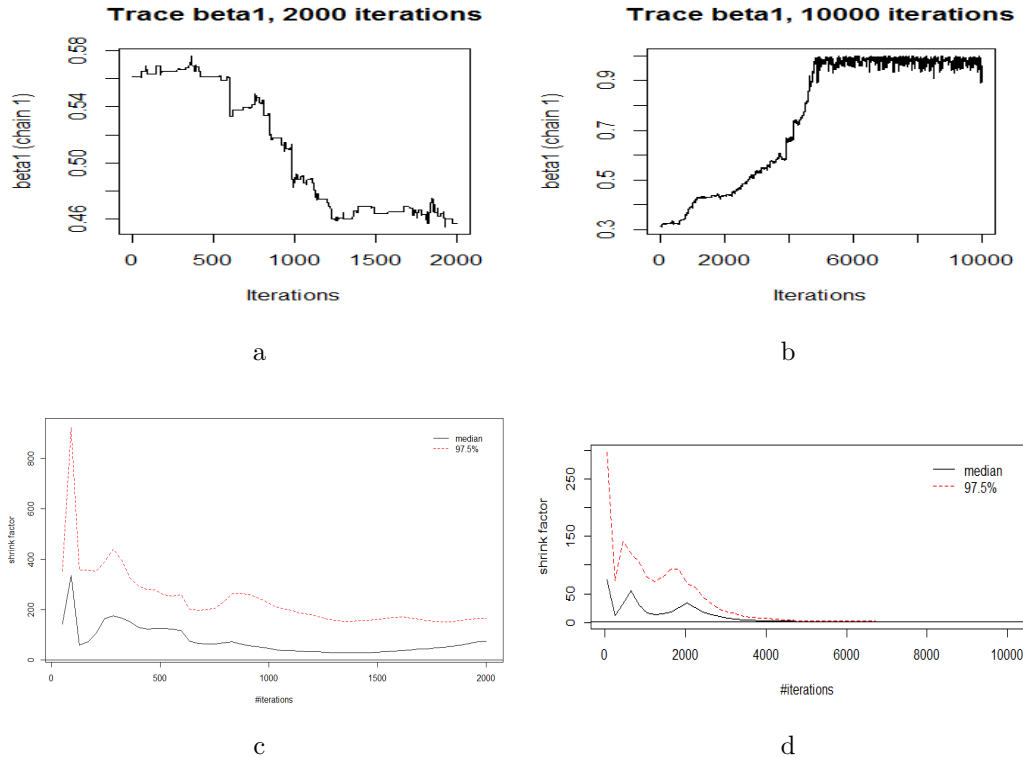 Trace beta1, 2000 iterations
beta1 (chain 1)
0.58
0.54
0.50
0.46
0 500 1000 1500 2000
Iterations
a
Trace beta1, 10000 iterations
beta1 (chain 1)
0.9
0.7
0.5
0.3
0 2000 6000 10000
Iterations
b
median
97.5%
shrink factor
800
600
400
200
0
0 500 1000 1500 2000
#iterations
c
median
97.5%
shrink factor
250
150
50
0
0 2000 4000 6000 8000 10000
#iterations
d